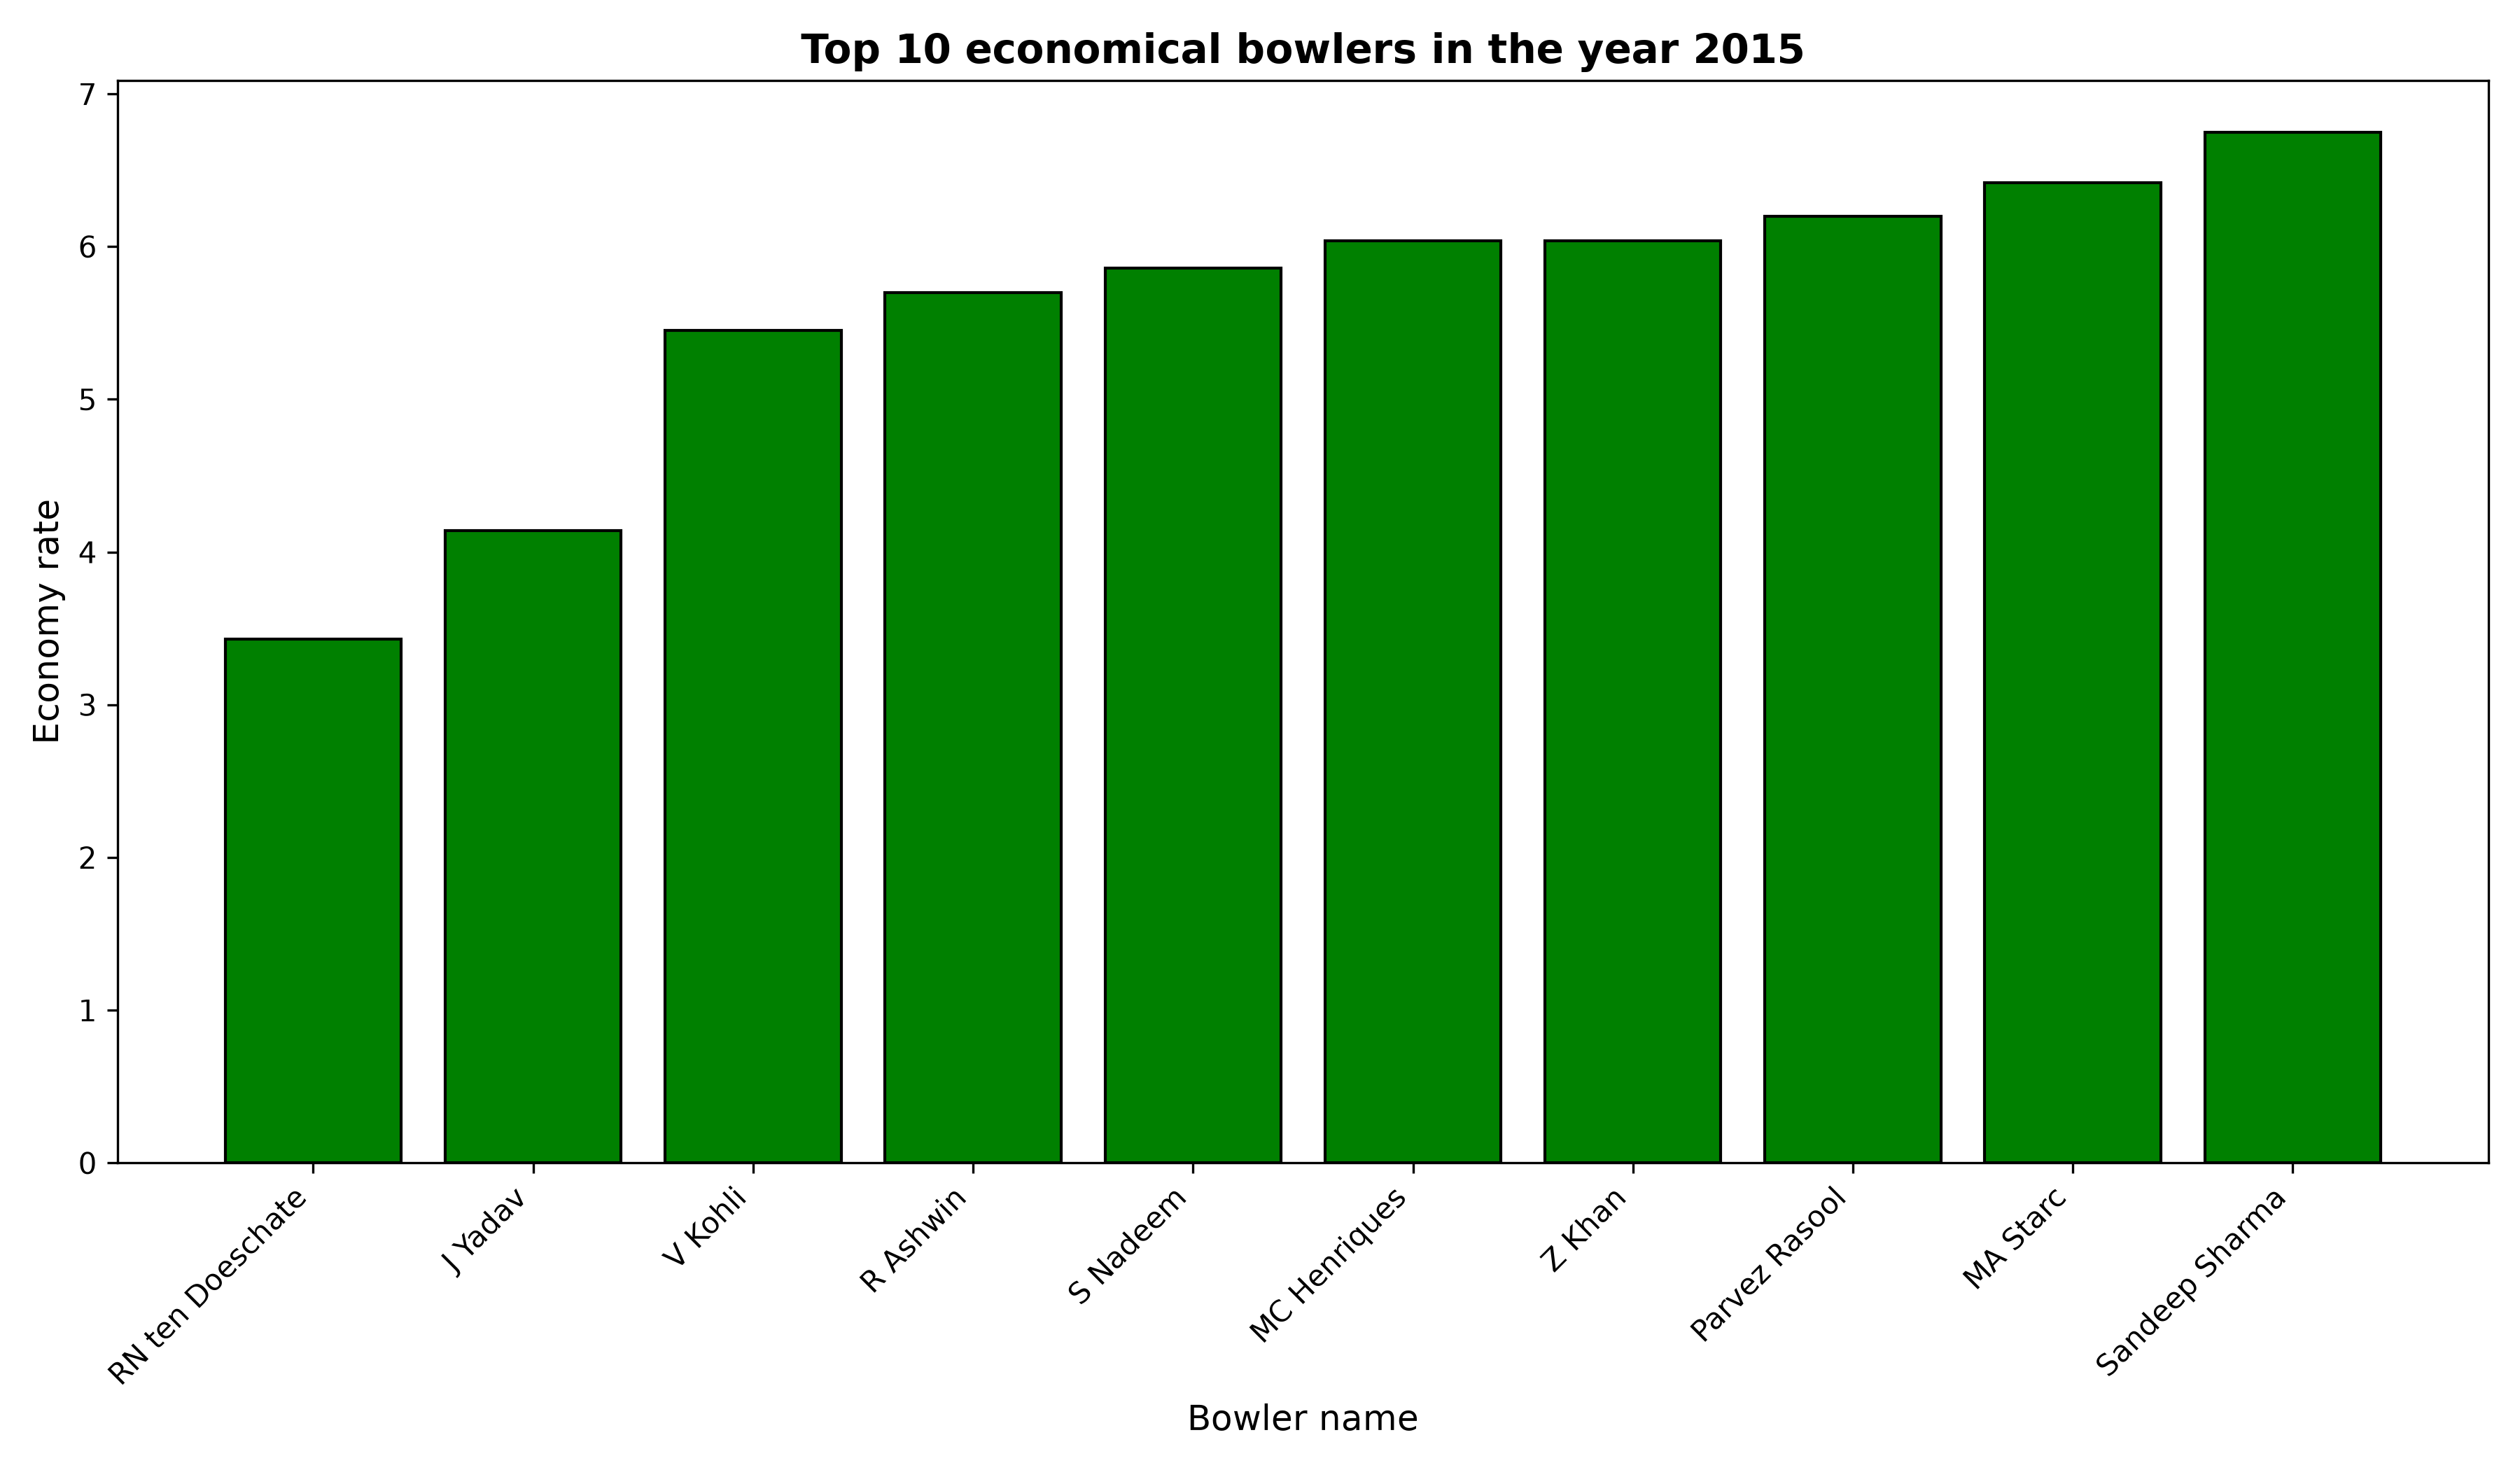 Top 10 economical bowlers in the year 2015
Economy rate
7
6
5
4
3
2
1
0
RN ten Doeschate
J Yadav
V Kohli
R Ashwin
S Nadeem
MC Henriques
Z Khan
Parvez Rasool
MA Starc
Sandeep Sharma
Bowler name